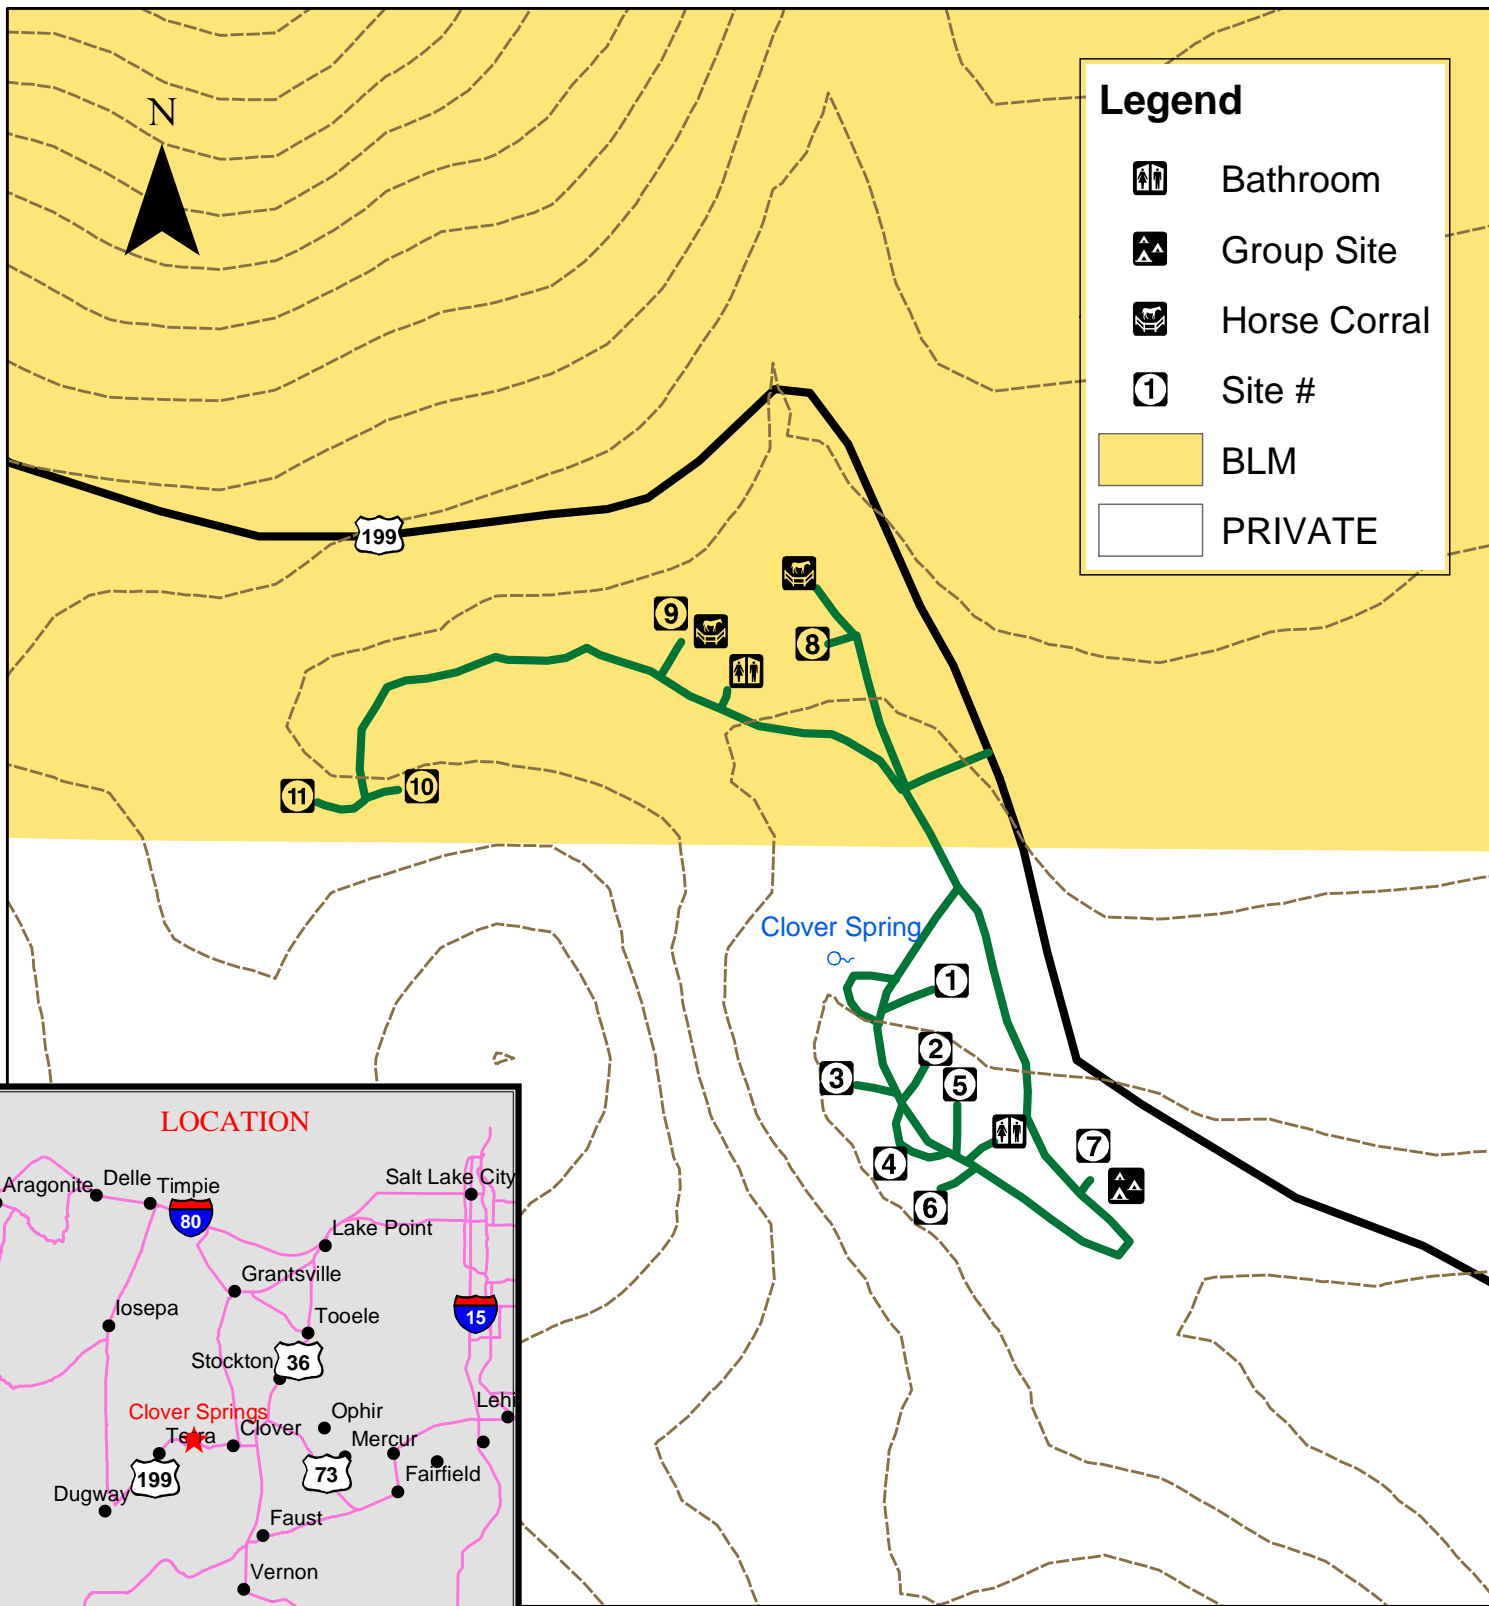 N
Legend
Bathroom
Group Site
Horse Corral
1 Site #
BLM
PRIVATE
199
9
8
11
10
Clover Spring
1
2
3
5
7
4
6
LOCATION
Aragonite
Delle
Timpie
Salt Lake City
80
Lake Point
Grantsville
Iosepa
Tooele
15
Stockton
36
Lehi
Clover Springs
Ophir
Terra
Clover
Mercur
199
73
Fairfield
Dugway
Faust
Vernon